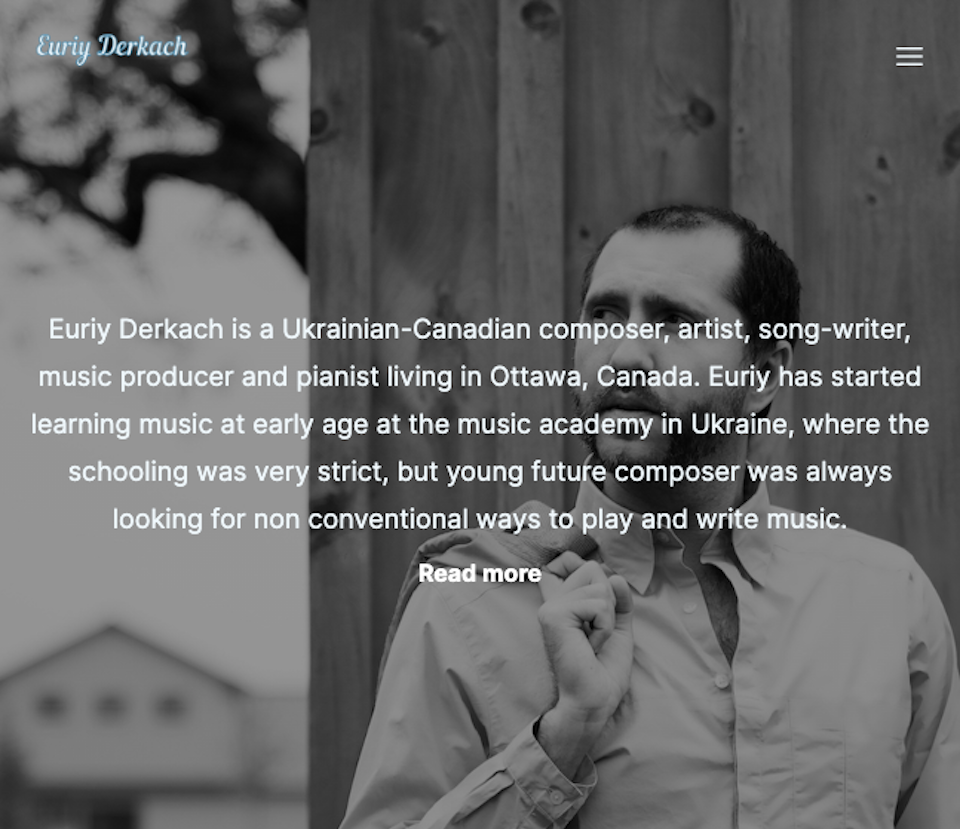 Euriy Derkach
Euriy Derkach is a Ukrainian-Canadian composer, artist, song-writer,
music producer and pianist living in Ottawa, Canada. Euriy has started
learning music at early age at the music academy in Ukraine, where the
schooling was very strict, but young future composer was always
looking for non conventional ways to play and write music.
Read more